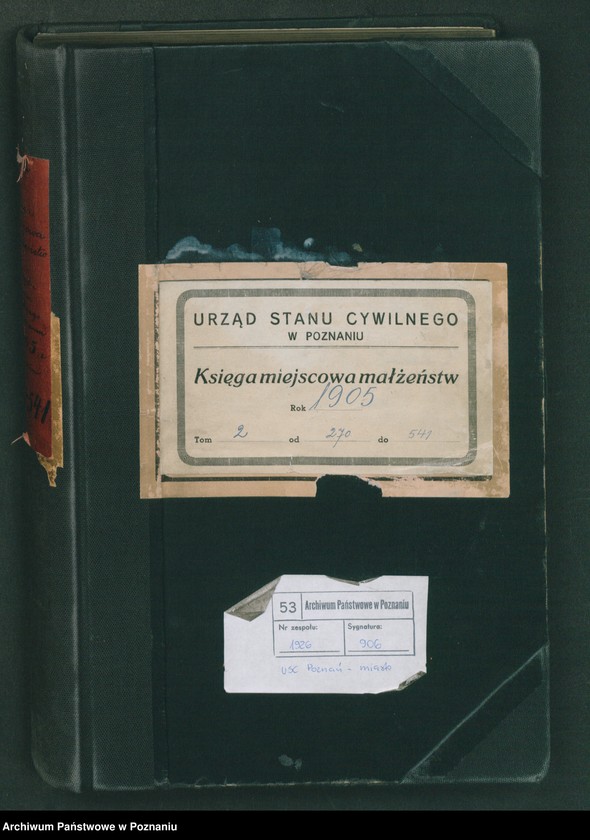 URZĄD STANU CYWILNEGO
W POZNANIU
Księga miejscowa małżeństw
Rok 1905
Tom 2 od 270 do 541
53 Archiwum Państwowe w Poznaniu
Nr zespołu: Sygnatura:
1926 906
USC Poznań - miasto
541
Archiwum Państwowe w Poznaniu